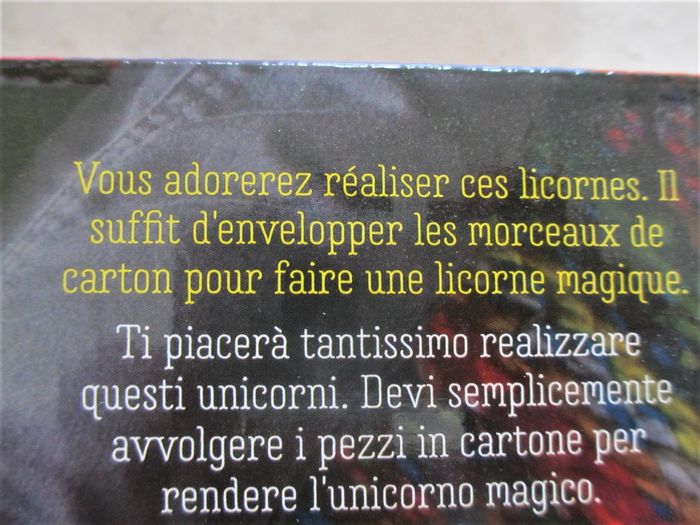 Vous adorerez réaliser ces licornes. Il
suffit d'envelopper les morceaux de
carton pour faire une licorne magique.
Ti piacerà tantissimo realizzare
questi unicorni. Devi semplicemente
avvolgere i pezzi in cartone per
rendere l'unicorno magico.